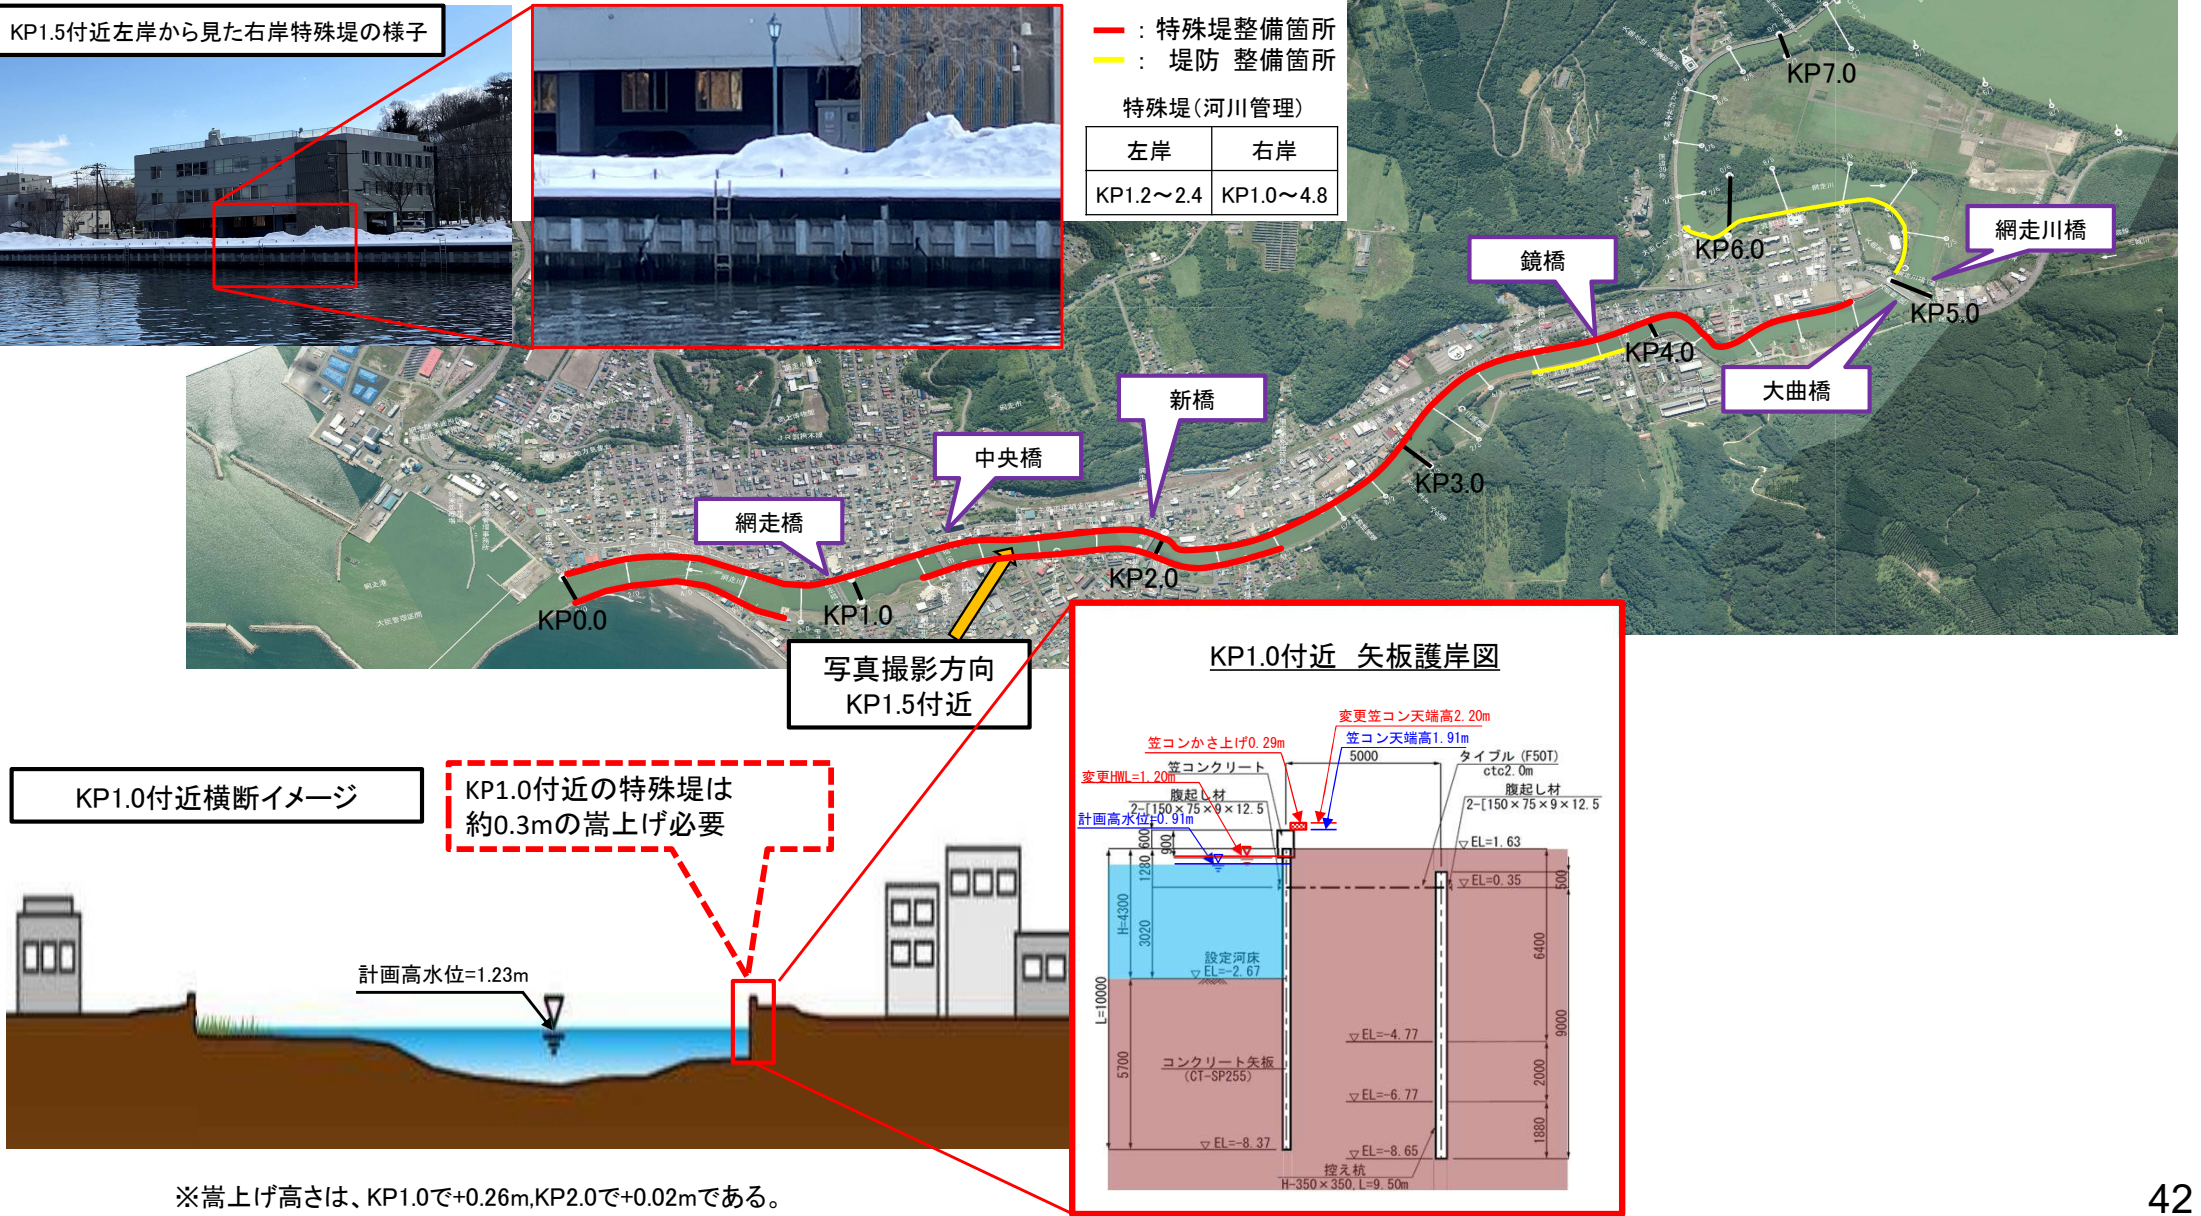 KP1.5付近左岸から見た右岸特殊堤の様子
：特殊堤整備箇所
： 堤防 整備箇所
特殊堤（河川管理）
左岸 右岸
KP1.2～2.4 KP1.0～4.8
KP7.0
KP6.0
網走川橋
鏡橋
KP5.0
KP4.0
大曲橋
新橋
中央橋
KP3.0
網走橋
KP2.0
KP1.0
KP0.0
写真撮影方向
KP1.5付近
KP1.0付近 矢板護岸図
変更笠コン天端高2.20m
笠コンかさ上げ0.29m
笠コン天端高1.91m
5000
タイブル (F50T)
ctc2.0m
笠コンクリート
変更HWL=1.20m
腹起し材
2-[150×75×9×12.5
腹起し材
2-[150×75×9×12.5
計画高水位=0.91m
600
900
1280
EL=1.63
EL=0.35
500
H=4300
3020
6400
設定河床
EL=-2.67
L=10000
9000
EL=-4.77
5700
コンクリート矢板
(CT-SP255)
2000
EL=-6.77
1880
EL=-8.37
EL=-8.65
控え杭
H-350×350, L=9.50m
KP1.0付近横断イメージ
KP1.0付近の特殊堤は
約0.3mの嵩上げ必要
計画高水位=1.23m
※嵩上げ高さは、KP1.0で+0.26m,KP2.0で+0.02mである。
42